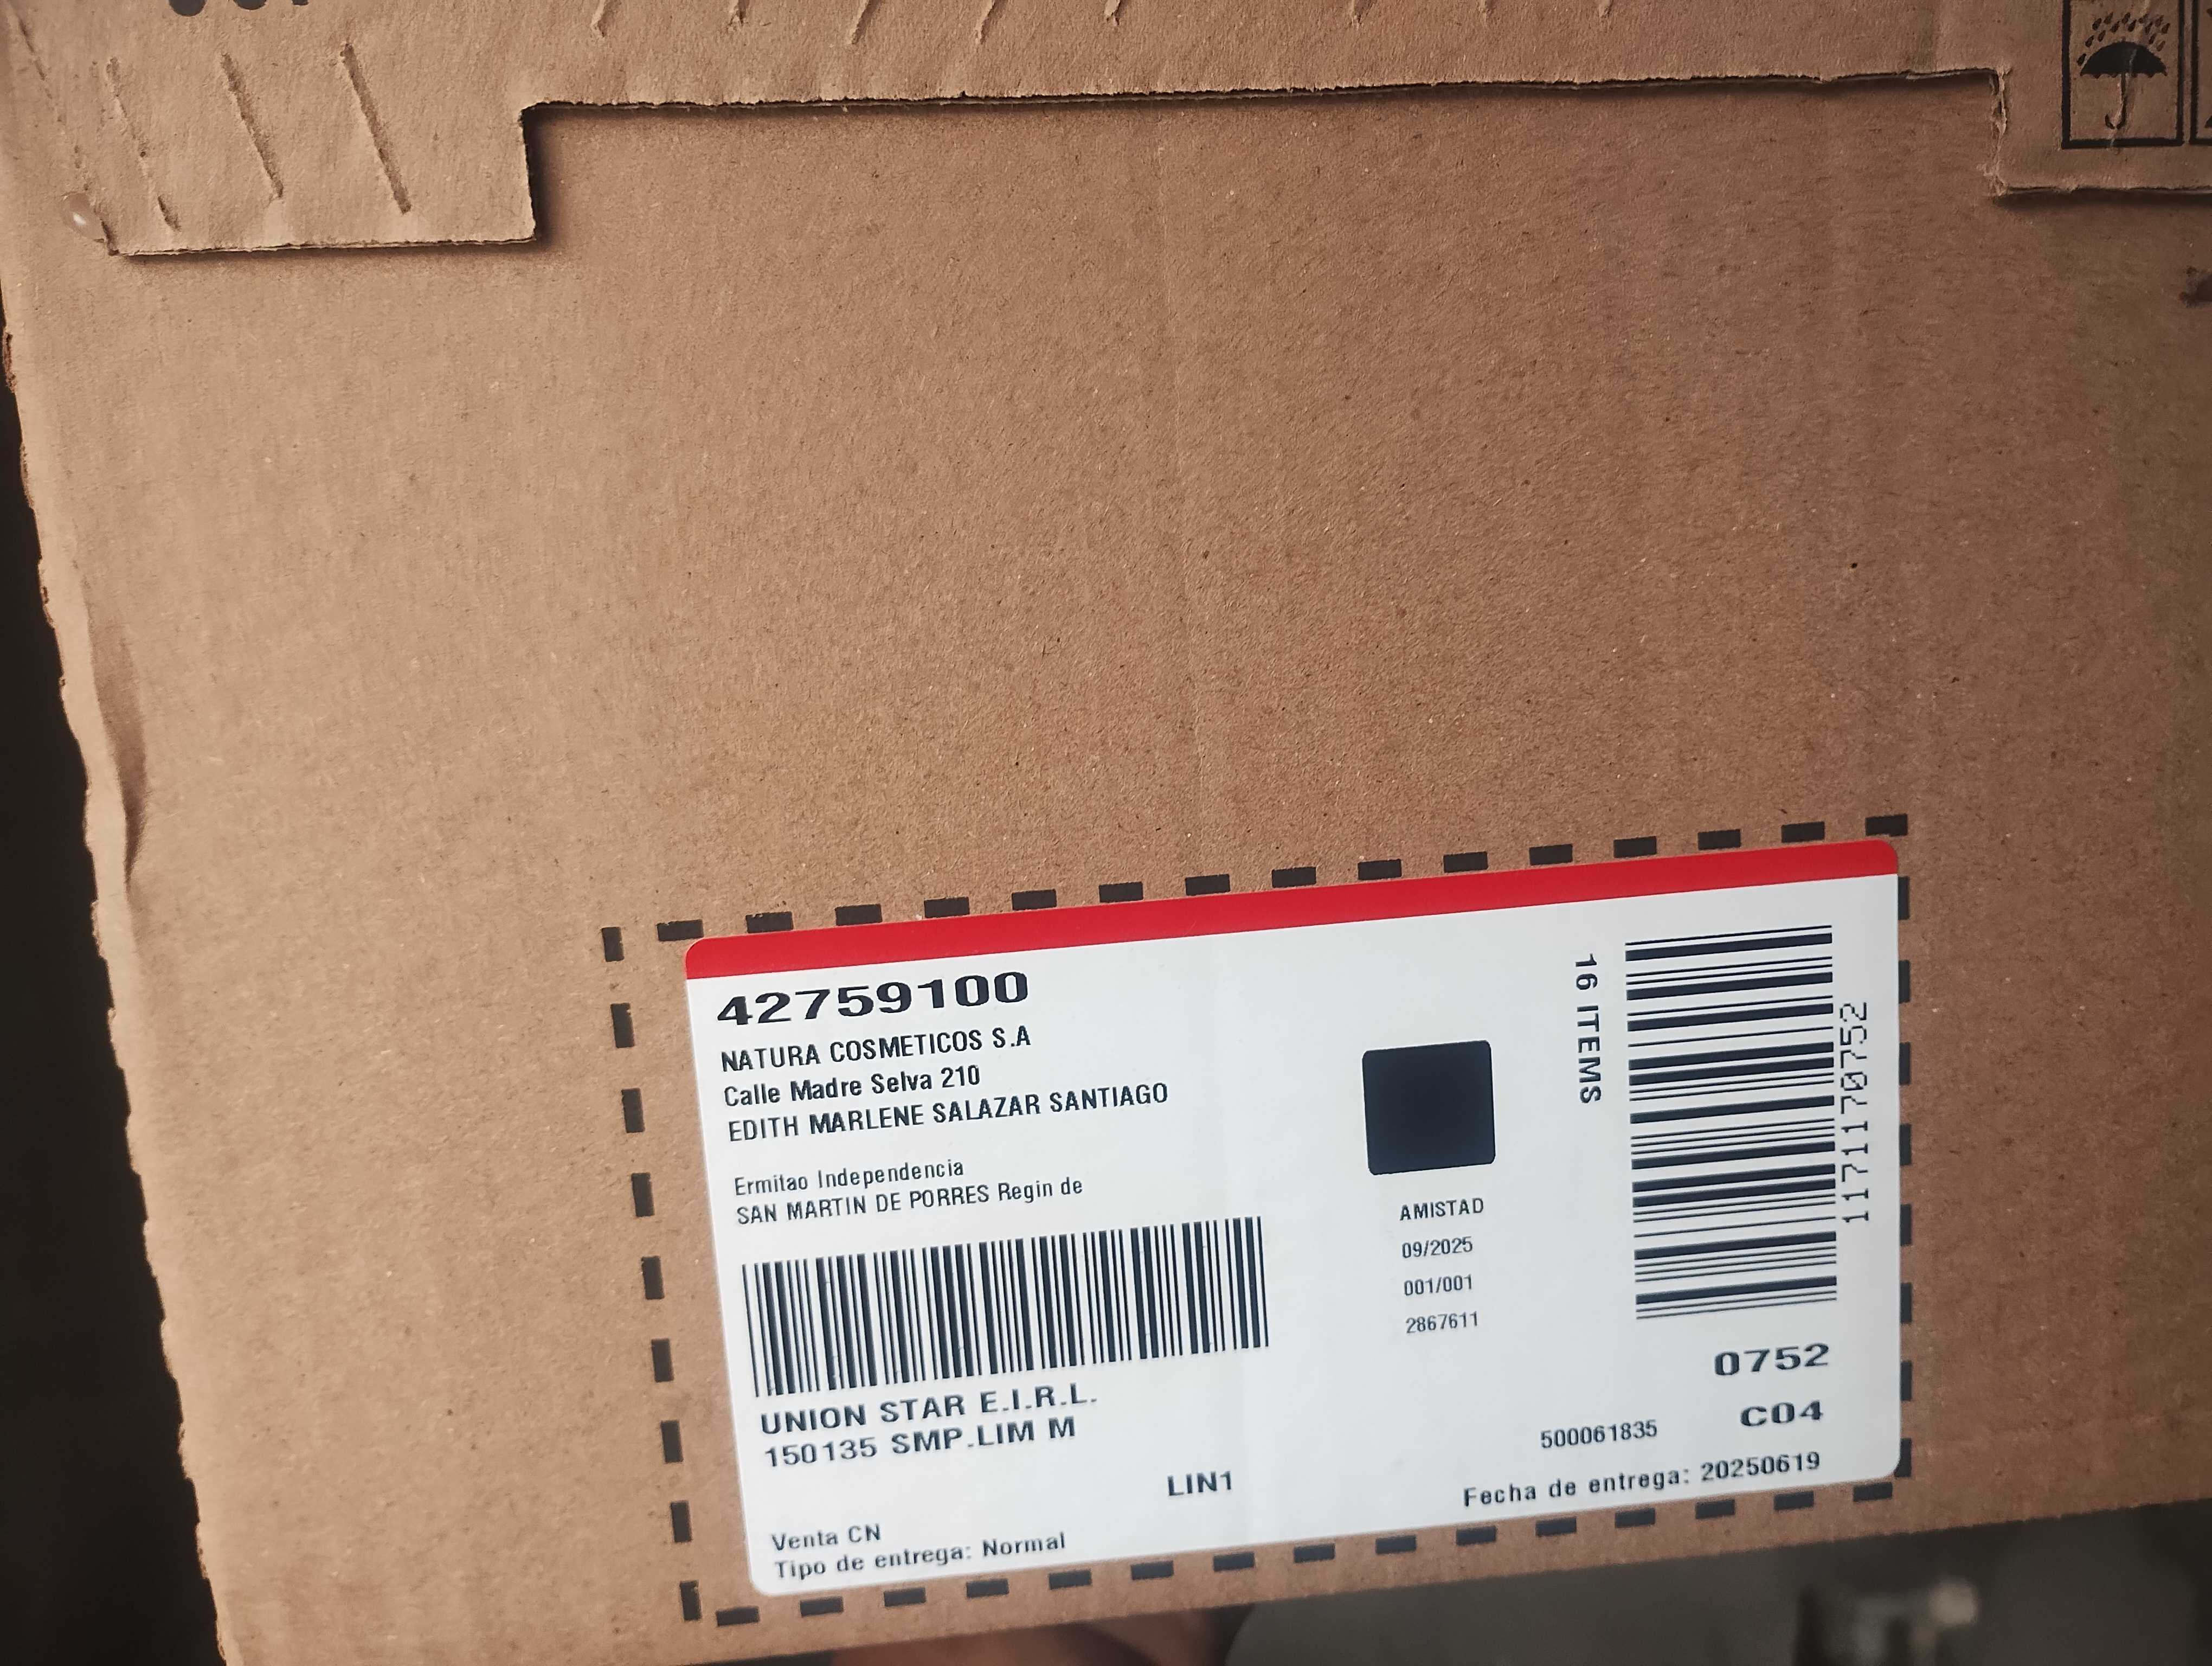 42759100
NATURA COSMETICOS S.A
Calle Madre Selva 210
EDITH MARLENE SALAZAR SANTIAGO
Ermitao Independencia
SAN MARTIN DE PORRES Regin de
UNION STAR E.I.R.L.
150135 SMP.LIM M
LIN1
Venta CN
Tipo de entrega: Normal
AMISTAD
09/2025
001/001
2867611
16 ITEMS
11711170752
0752
C04
500061835
Fecha de entrega: 20250619